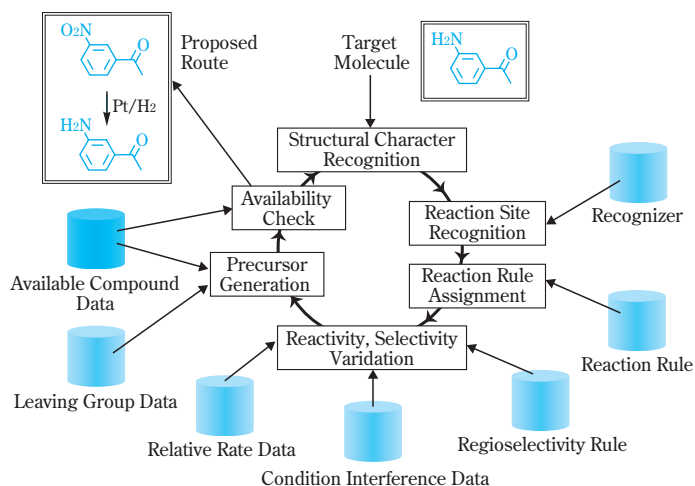 O2N
O
Pt/H2
H2N
O
Proposed
Route
Target
Molecule
H2N
O
Structural Character
Recognition
Availability
Check
Reaction Site
Recognition
Recognizer
Available Compound
Data
Precursor
Generation
Reaction Rule
Assignment
Reactivity, Selectivity
Varidation
Reaction Rule
Leaving Group Data
Relative Rate Data
Regioselectivity Rule
Condition Interference Data